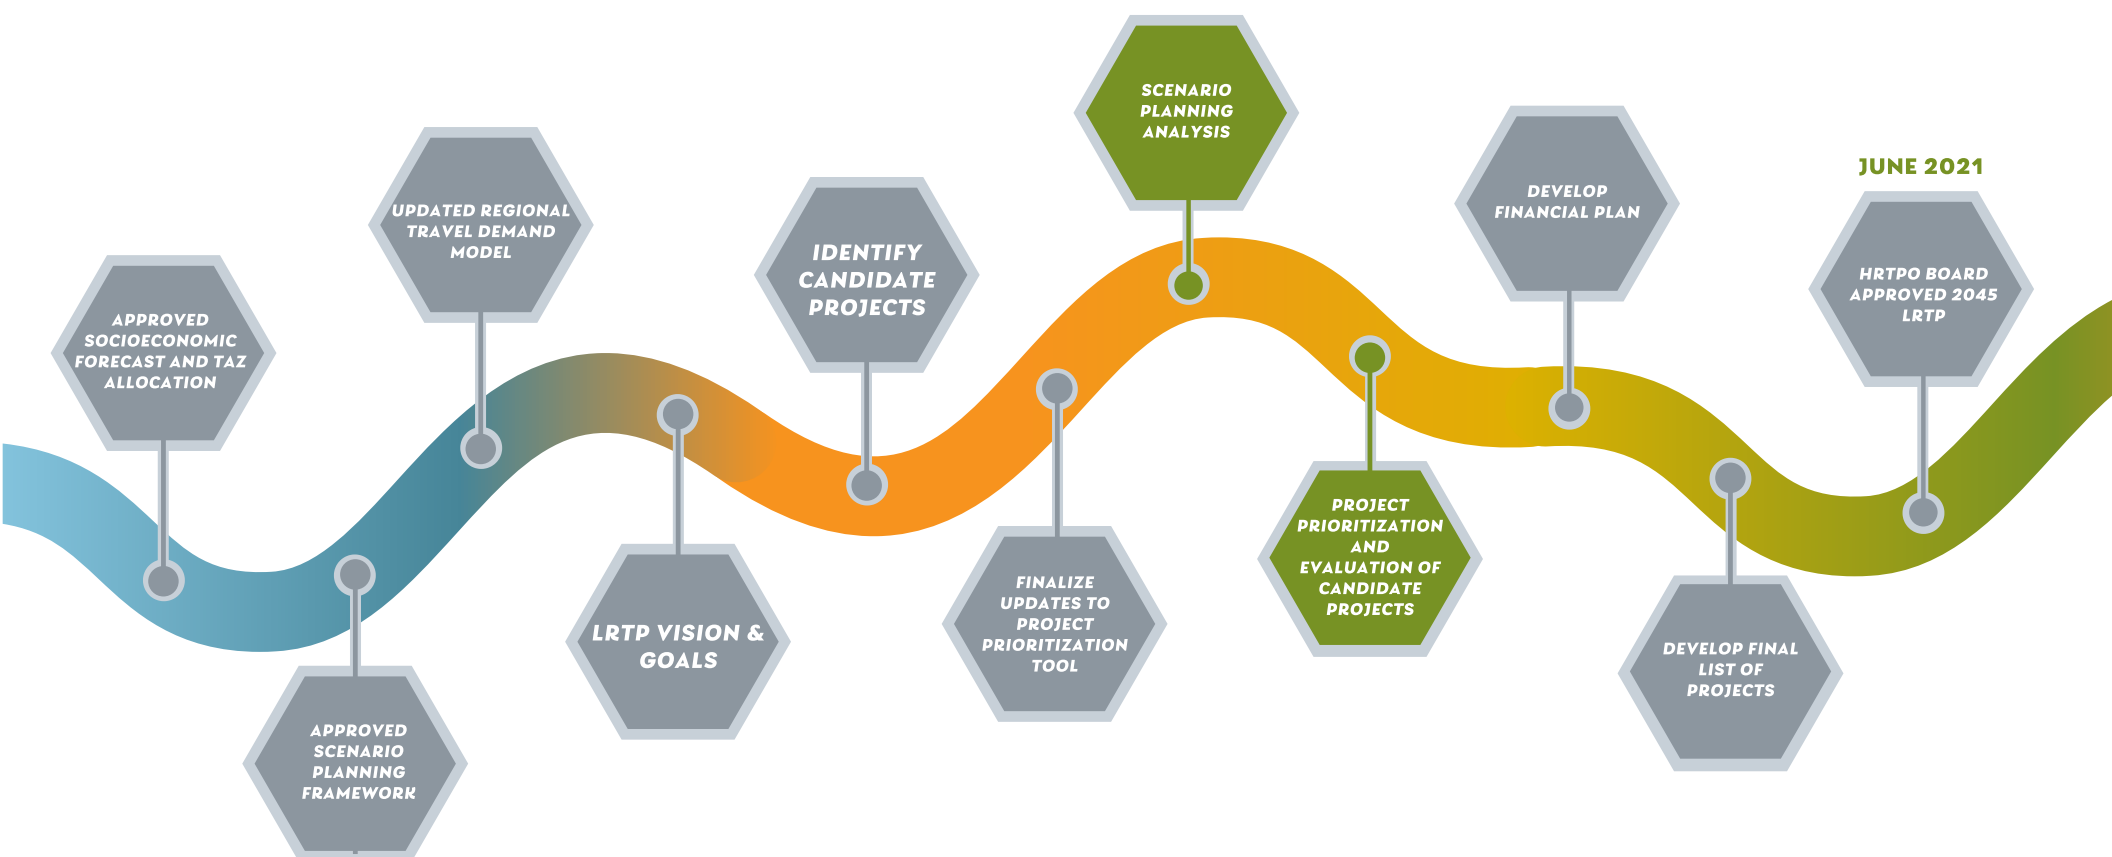 APPROVED
SOCIOECONOMIC
FORECAST AND TAZ
ALLOCATION
APPROVED
SCENARIO
PLANNING
FRAMEWORK
UPDATED REGIONAL
TRAVEL DEMAND
MODEL
LRTP VISION &
GOALS
IDENTIFY
CANDIDATE
PROJECTS
FINALIZE
UPDATES TO
PROJECT
PRIORITIZATION
TOOL
SCENARIO
PLANNING
ANALYSIS
PROJECT
PRIORITIZATION
AND
EVALUATION OF
CANDIDATE
PROJECTS
DEVELOP
FINANCIAL PLAN
DEVELOP FINAL
LIST OF
PROJECTS
JUNE 2021
HRTPO BOARD
APPROVED 2045
LRTP